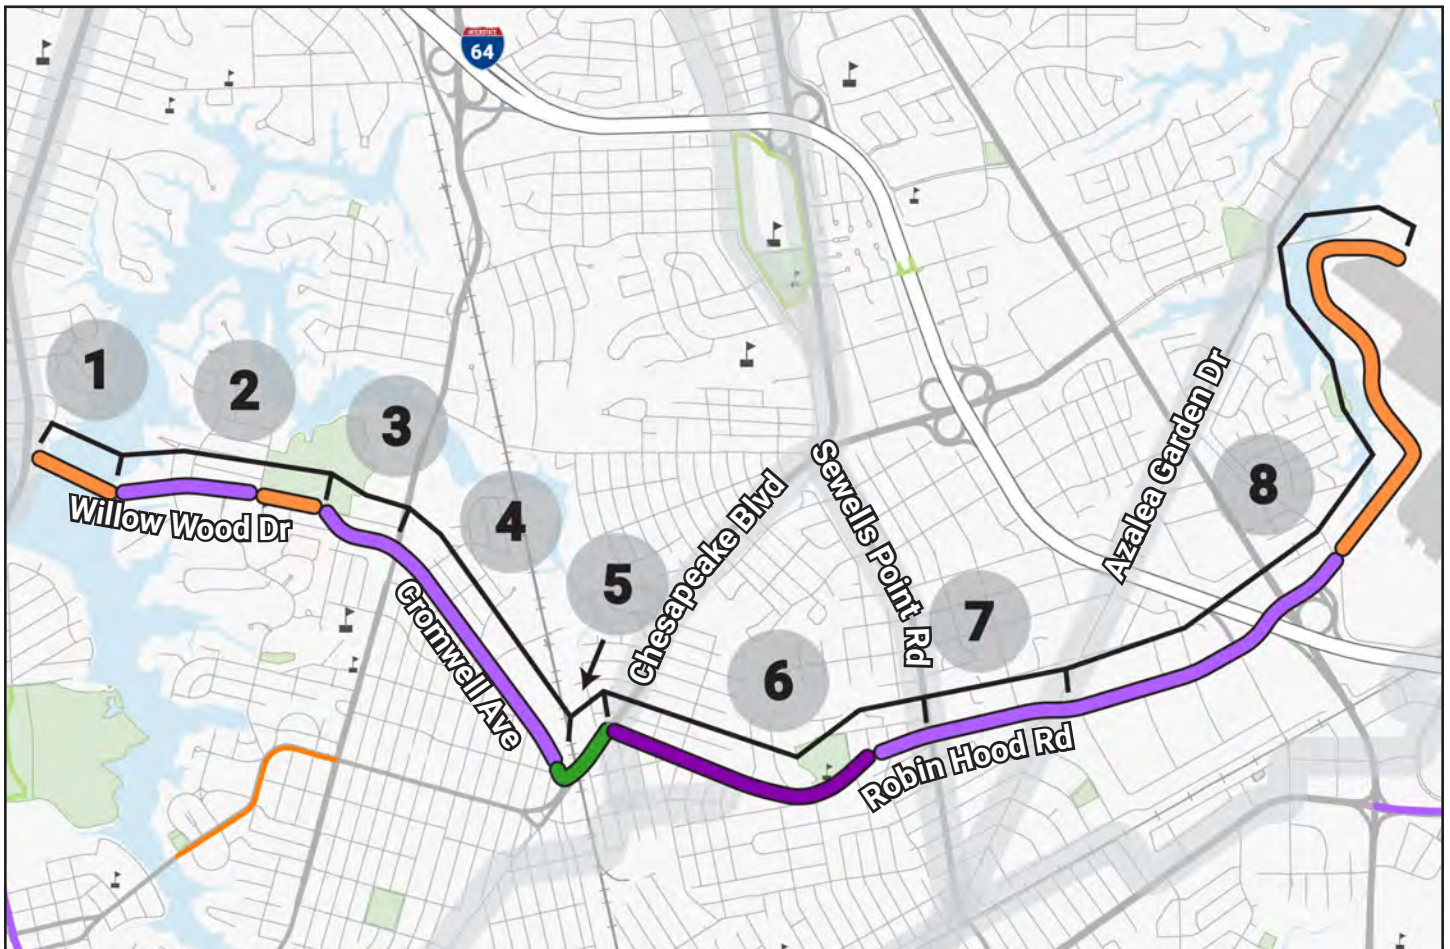 INTERSTATE
64
1
2
3
Willow Wood Dr
4
5
Cromwell Ave
Chesapeake Blvd
6
Sewells Point Rd
7
Robin Hood Rd
Azalea Garden Dr
8